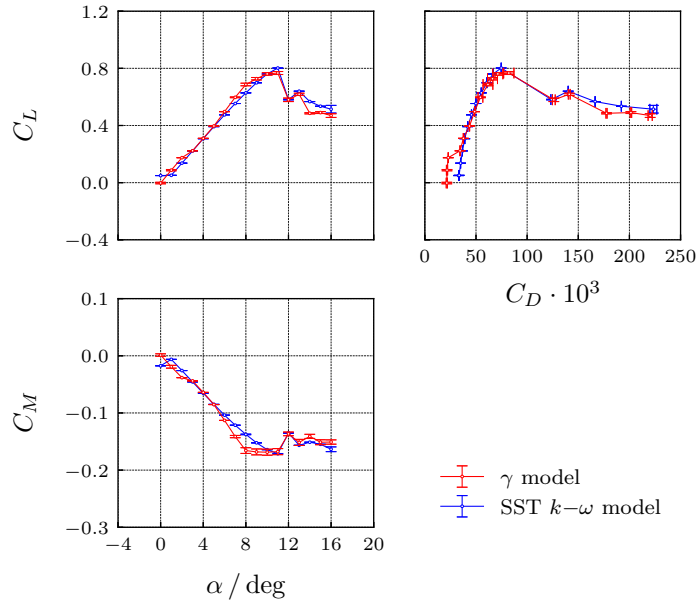 1.2
0.8
0.4
0.0
−0.4
C_L
0 50 100 150 200 250
C_D · 10³
0.1
0.0
−0.1
−0.2
−0.3
C_M
−4 0 4 8 12 16 20
α / deg
γ model
SST k−ω model